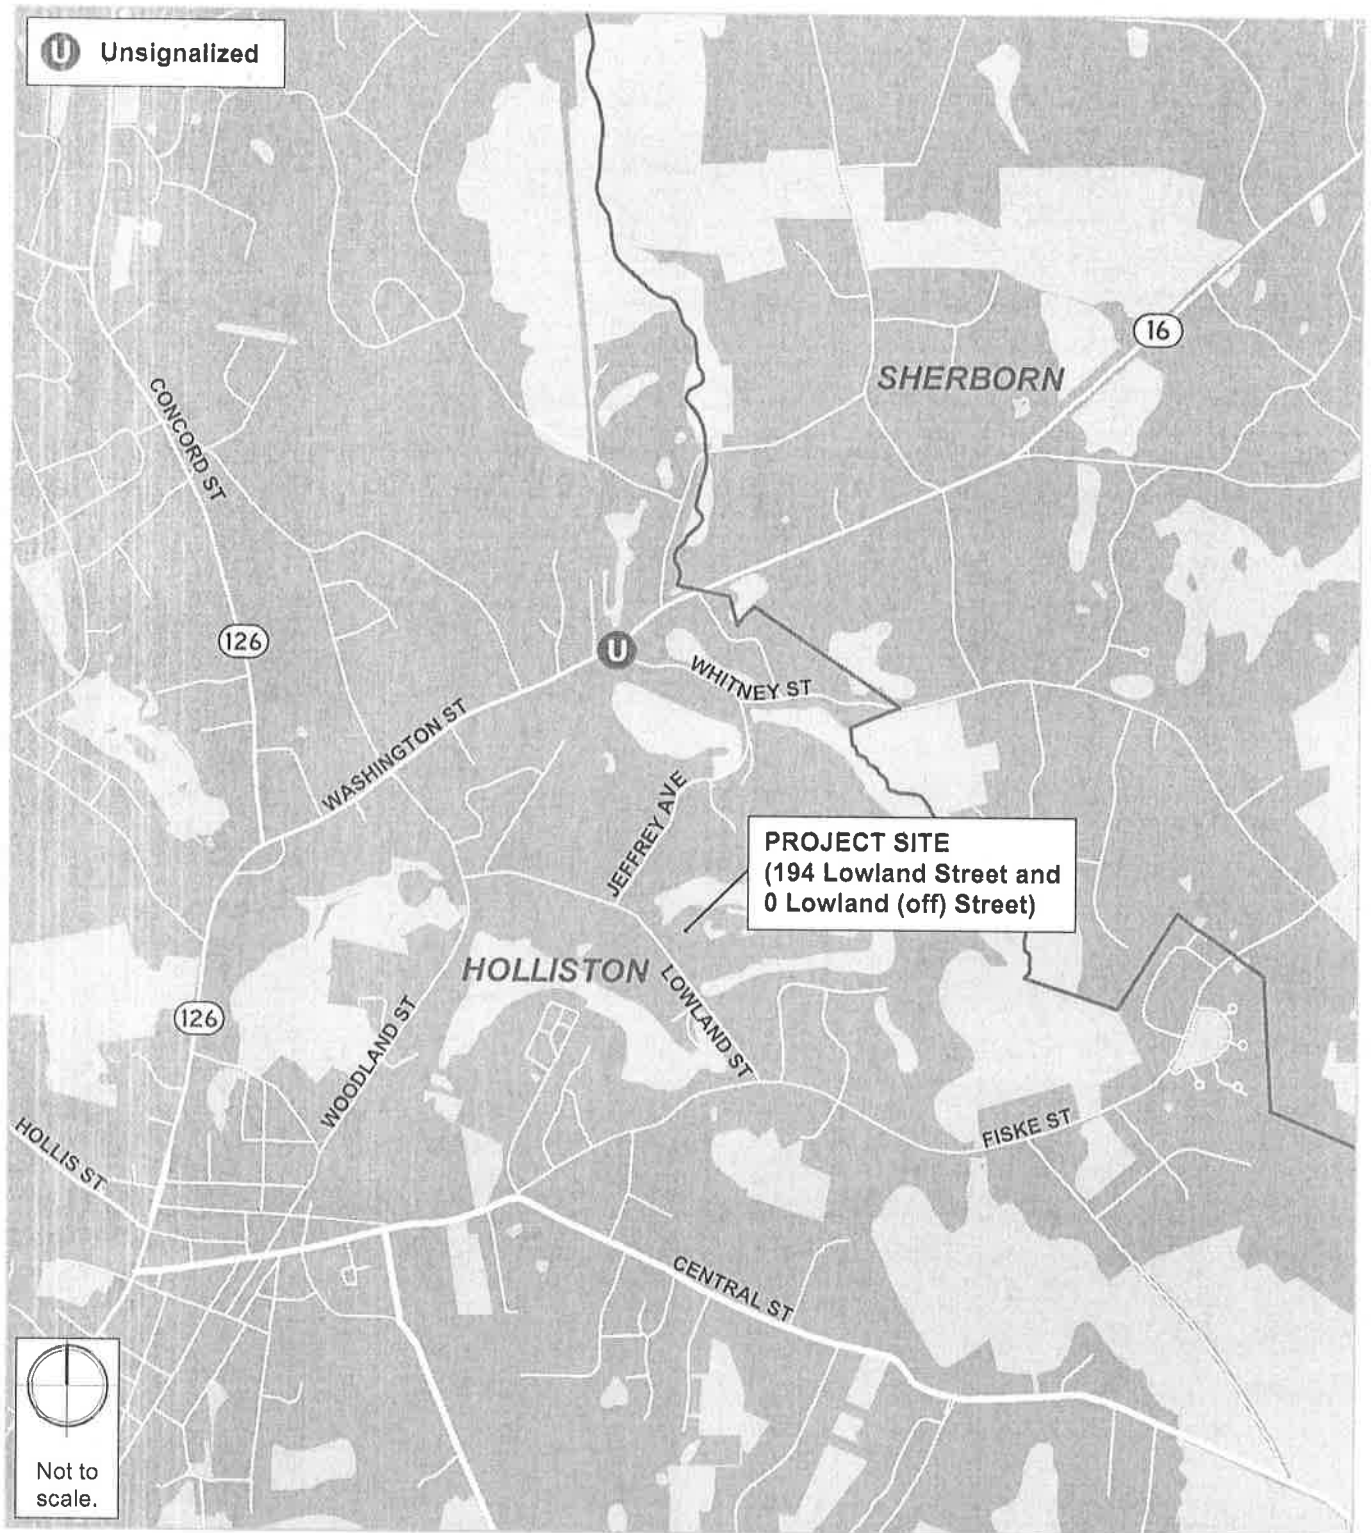 U Unsignalized
16
SHERBORN
CONCORD ST
126
U
WHITNEY ST
WASHINGTON ST
JEFFREY AVE
PROJECT SITE
(194 Lowland Street and
0 Lowland (off) Street)
HOLLISTON
LOWLAND ST
126
WOODLAND ST
HOLLIS ST
FISKE ST
CENTRAL ST
Not to
scale.